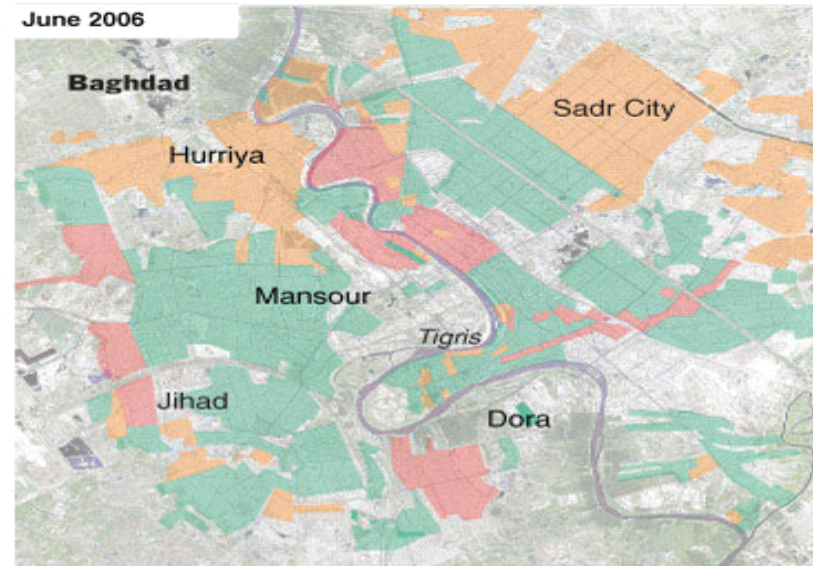 June 2006
Baghdad
Sadr City
Hurriya
Mansour
Tigris
Jihad
Dora